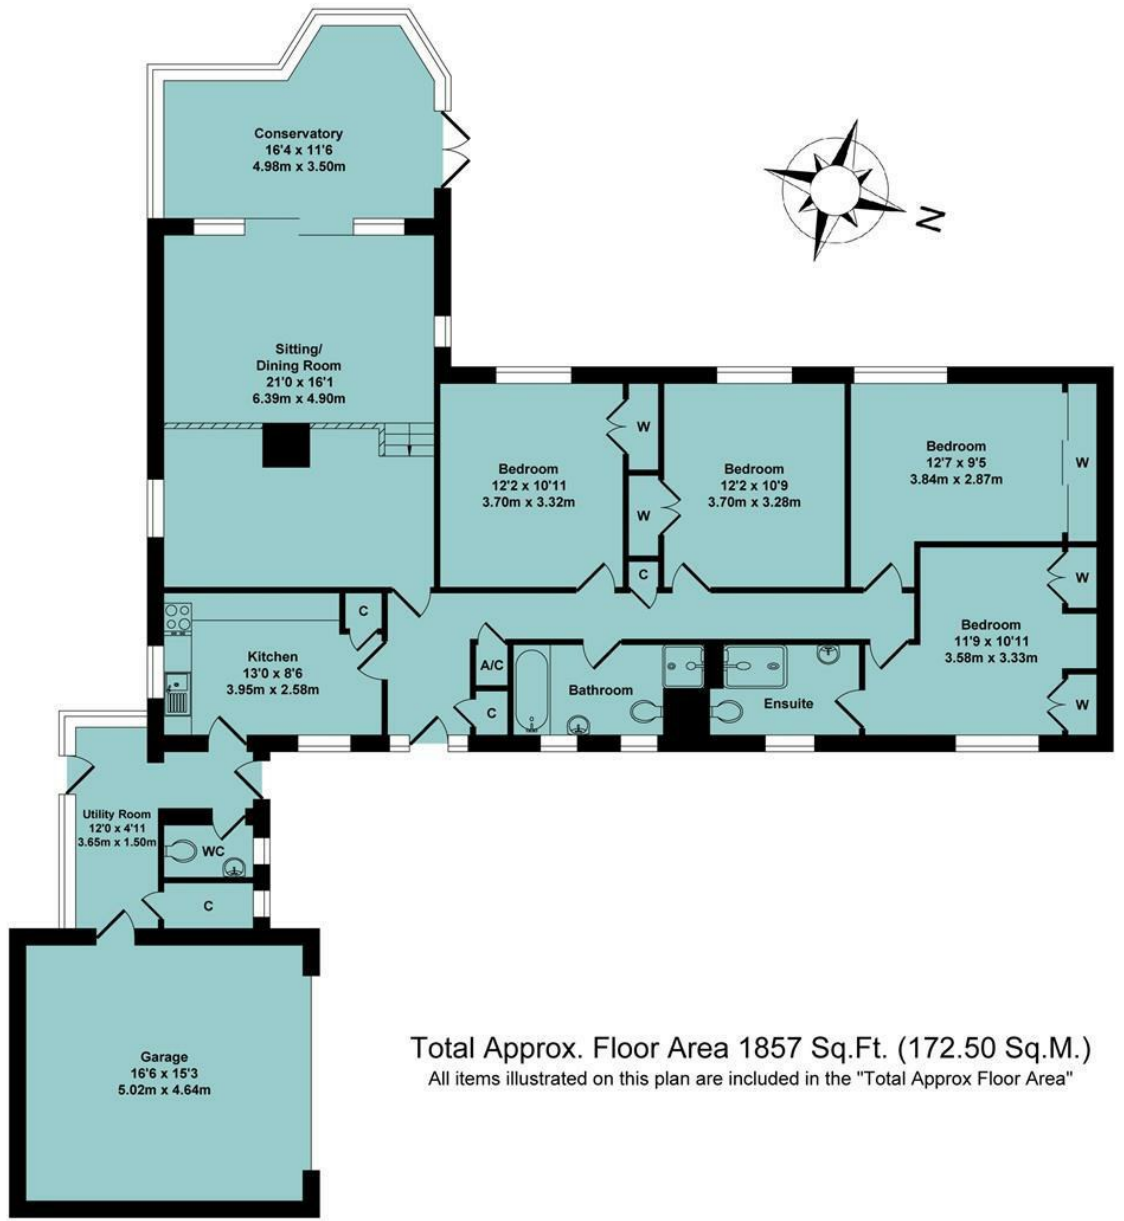 Conservatory
16'4 x 11'6
4.98m x 3.50m
N
Sitting/
Dining Room
21'0 x 16'1
6.39m x 4.90m
Bedroom
12'2 x 10'11
3.70m x 3.32m
W
W
C
Bedroom
12'2 x 10'9
3.70m x 3.28m
Bedroom
12'7 x 9'5
3.84m x 2.87m
W
W
Bedroom
11'9 x 10'11
3.58m x 3.33m
W
C
Kitchen
13'0 x 8'6
3.95m x 2.58m
A/C
C
Bathroom
Ensuite
Utility Room
12'0 x 4'11
3.65m x 1.50m
WC
C
Garage
16'6 x 15'3
5.02m x 4.64m
Total Approx. Floor Area 1857 Sq.Ft. (172.50 Sq.M.)
All items illustrated on this plan are included in the "Total Approx Floor Area"